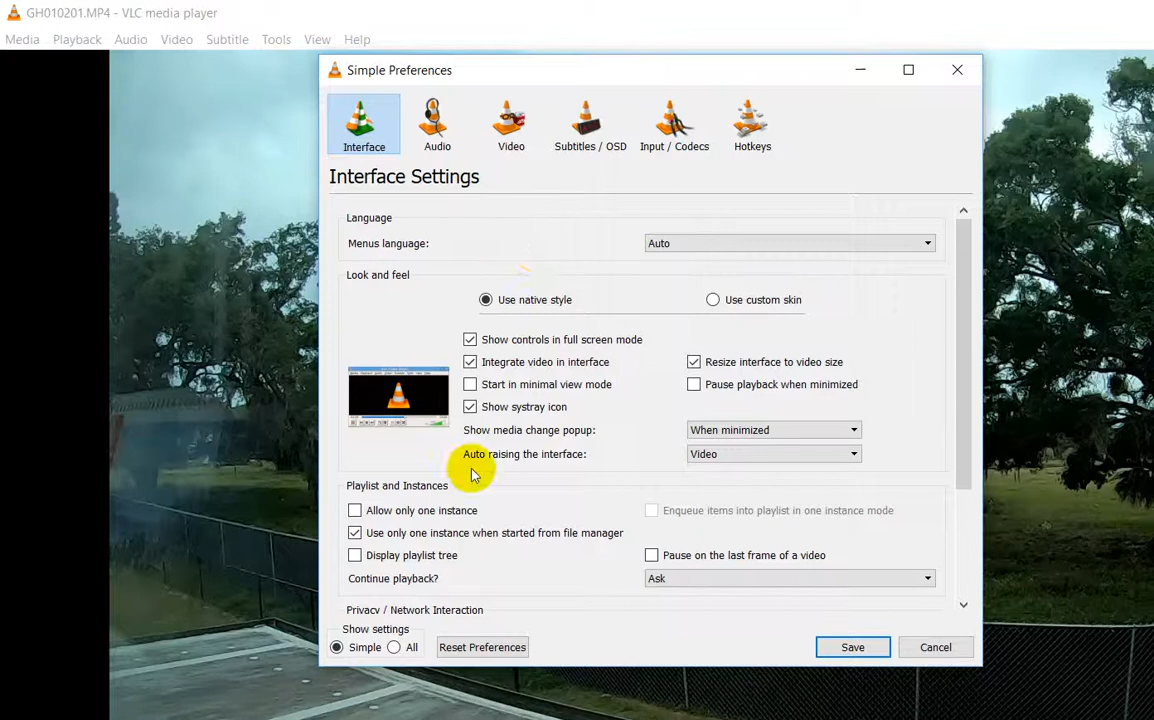 GH010201.MP4 - VLC media player
Media Playback Audio Video Subtitle Tools View Help
Simple Preferences
Interface Audio Video Subtitles / OSD Input / Codecs Hotkeys
Interface Settings
Language
Menus language: Auto
Look and feel
Use native style Use custom skin
Show controls in full screen mode
Integrate video in interface Resize interface to video size
Start in minimal view mode Pause playback when minimized
Show systray icon
Show media change popup: When minimized
Auto raising the interface: Video
Playlist and Instances
Allow only one instance Enqueue items into playlist in one instance mode
Use only one instance when started from file manager
Display playlist tree Pause on the last frame of a video
Continue playback? Ask
Privacy / Network Interaction
Show settings
Simple All Reset Preferences Save Cancel